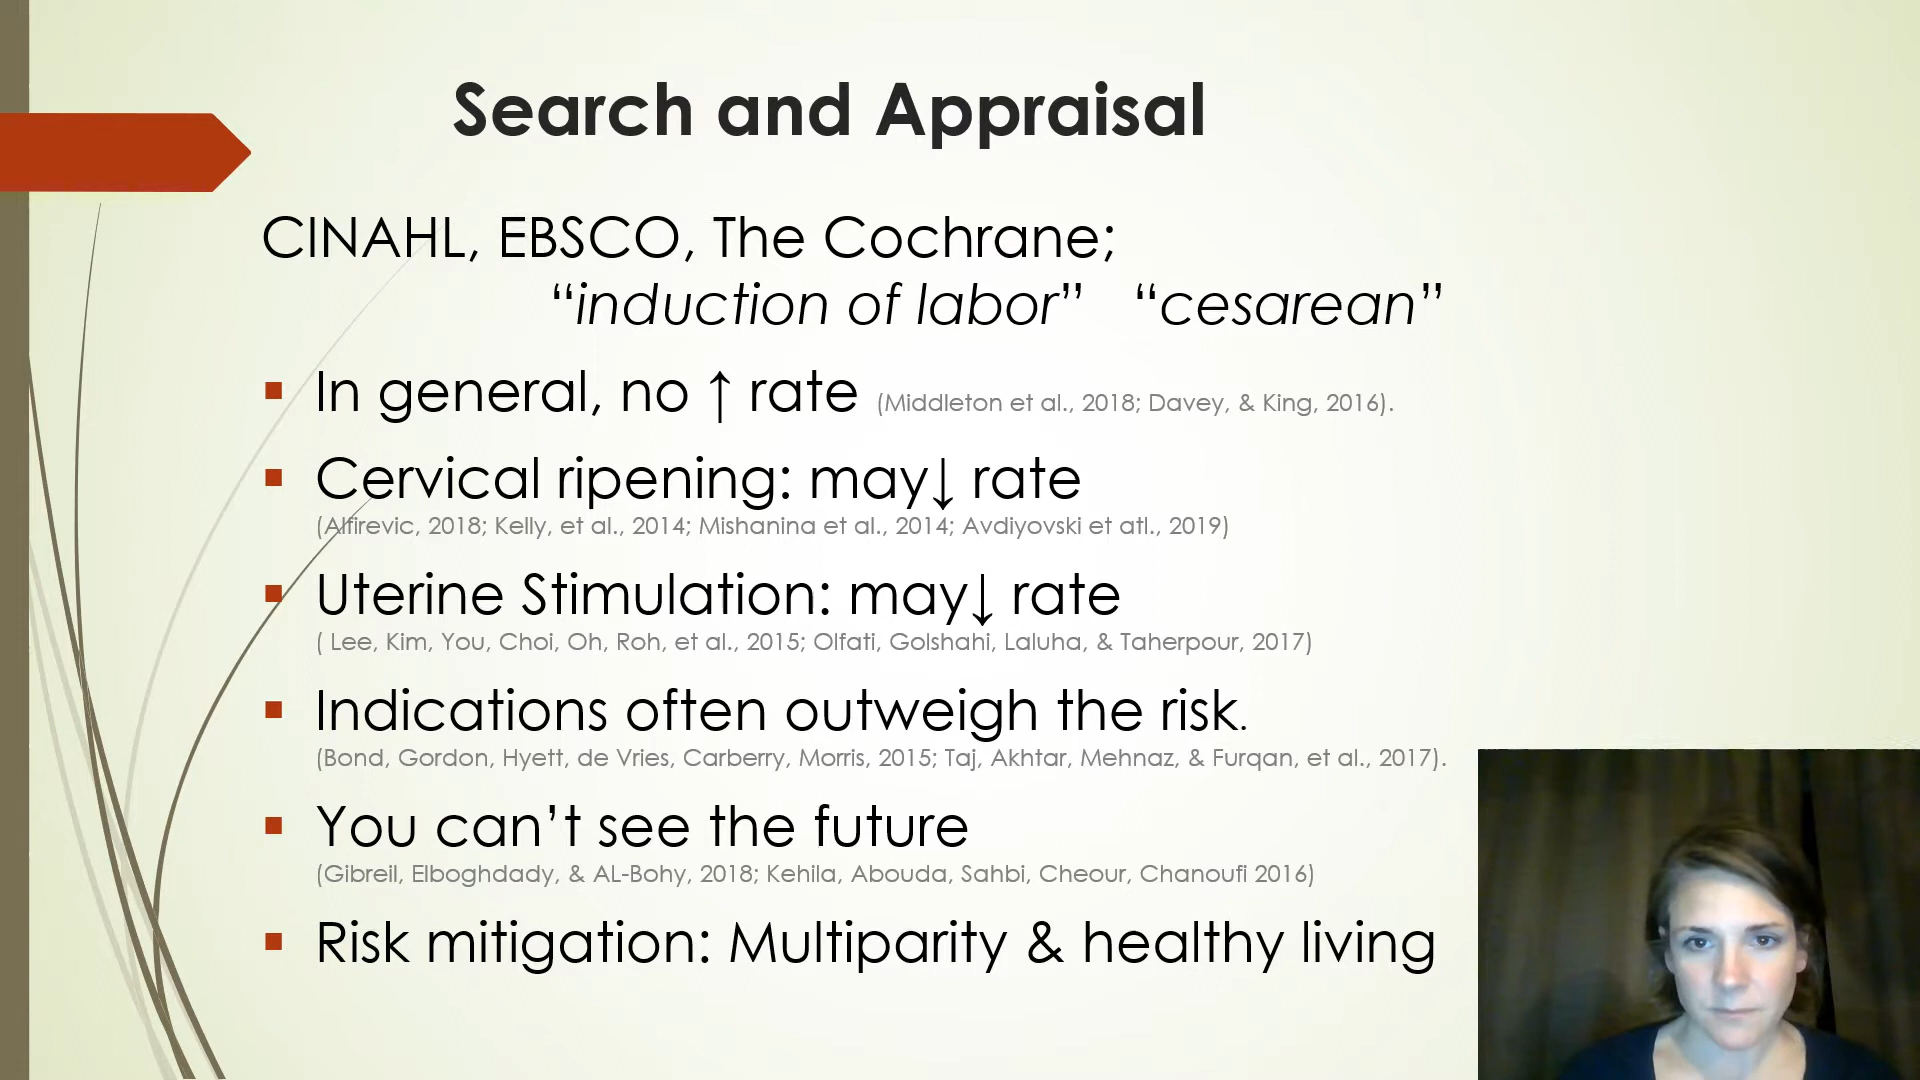 Search and Appraisal
CINAHL, EBSCO, The Cochrane;
“induction of labor” “cesarean”
In general, no ↑ rate (Middleton et al., 2018; Davey, & King, 2016).
Cervical ripening: may↓ rate
(Alfirevic, 2018; Kelly, et al., 2014; Mishanina et al., 2014; Avdiyovski et atl., 2019)
Uterine Stimulation: may↓ rate
( Lee, Kim, You, Choi, Oh, Roh, et al., 2015; Olfati, Golshahi, Laluha, & Taherpour, 2017)
Indications often outweigh the risk.
(Bond, Gordon, Hyett, de Vries, Carberry, Morris, 2015; Taj, Akhtar, Mehnaz, & Furqan, et al., 2017).
You can’t see the future
(Gibreil, Elboghdady, & AL-Bohy, 2018; Kehila, Abouda, Sahbi, Cheour, Chanoufi 2016)
Risk mitigation: Multiparity & healthy living